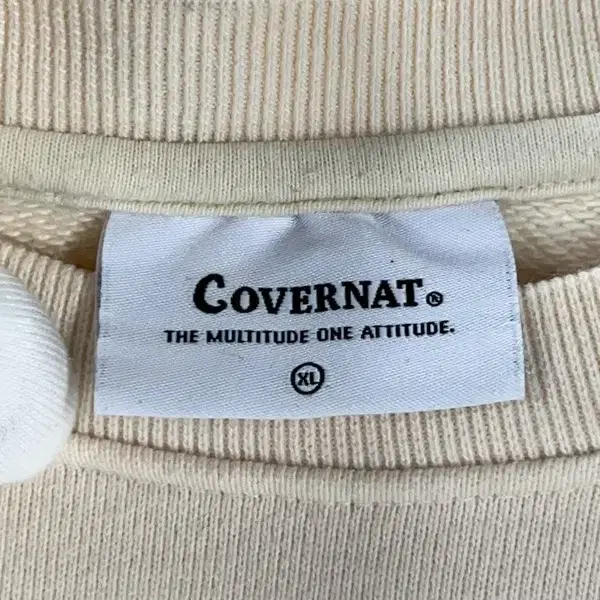 COVERNAT®
THE MULTITUDE ONE ATTITUDE.
XL